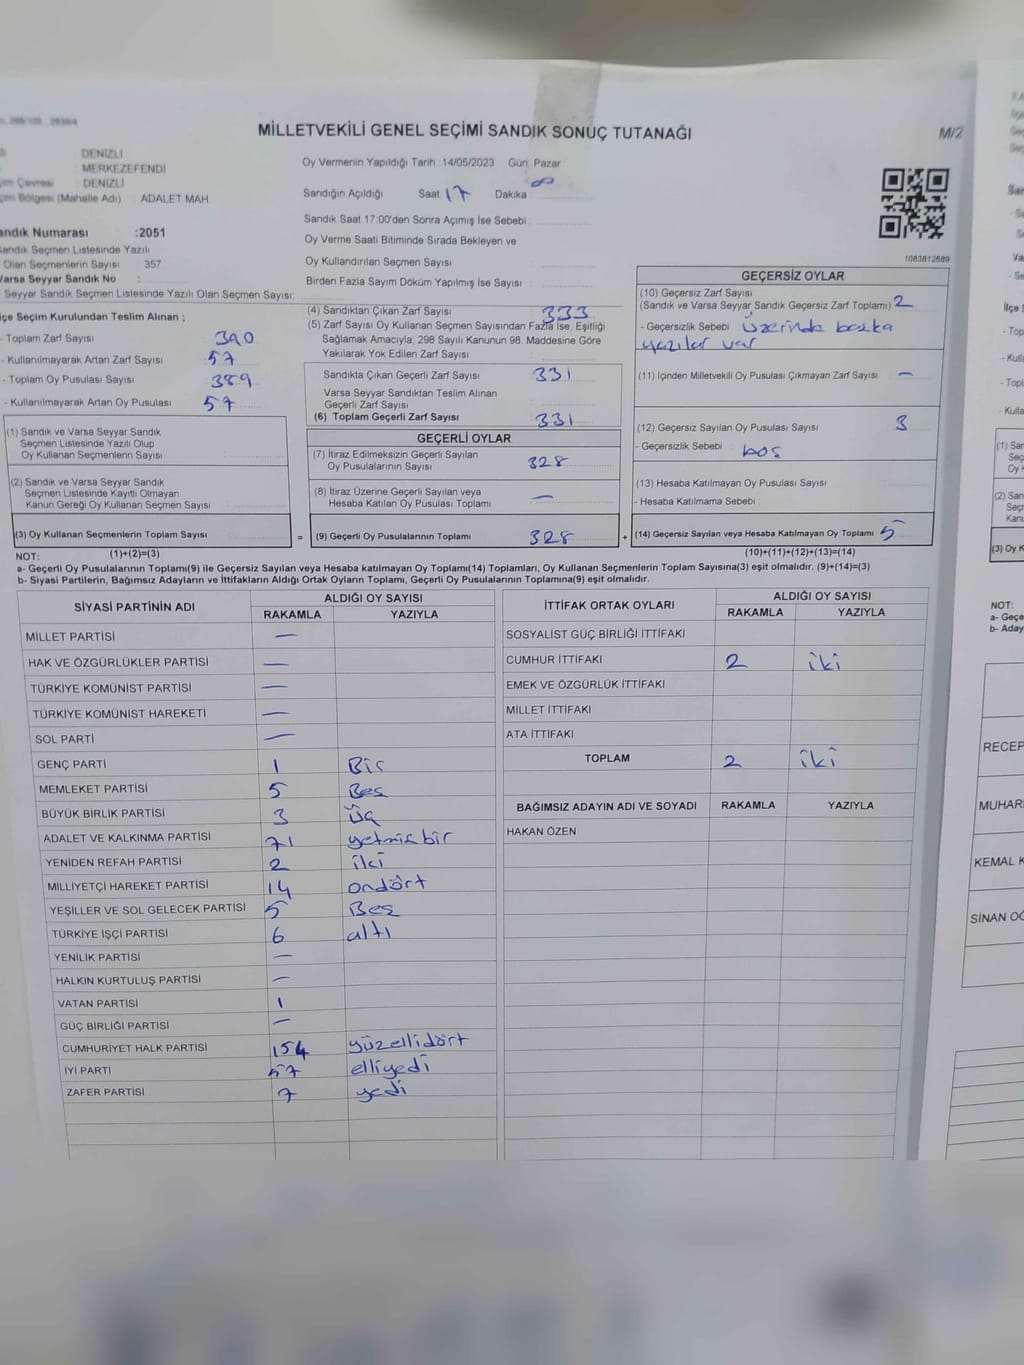 MİLLETVEKİLİ GENEL SEÇİMİ SANDIK SONUÇ TUTANAĞI
M/2
DENİZLİ
MERKEZEFENDİ
DENİZLİ
Bölgesi (Mahalle Adı) ADALET MAH
Numarası :2051
Sandık Seçmen Listesinde Yazılı
Olan Seçmenlerin Sayısı 357
Varsa Seyyar Sandık No :
Seyyar Sandık Seçmen Listesinde Yazılı Olan Seçmen Sayısı:
Oy Vermenin Yapıldığı Tarih :14/05/2023 Gün: Pazar
Sandığın Açıldığı Saat: 17 Dakika
Sandık Saat 17:00'den Sonra Açımış İse Sebebi :
Oy Verme Saati Bitiminde Sırada Bekleyen ve
Oy Kullandırılan Seçmen Sayısı :
Birden Fazla Sayım Döküm Yapılmış İse Sayısı :
1083812689
İlçe Seçim Kurulundan Teslim Alınan ;
- Toplam Zarf Sayısı : 390
- Kullanılmayarak Artan Zarf Sayısı : 57
- Toplam Oy Pusulası Sayısı : 389
- Kullanılmayarak Artan Oy Pusulası : 57
(1) Sandık ve Varsa Seyyar Sandık
Seçmen Listesinde Yazılı Olup
Oy Kullanan Seçmenlerin Sayısı :
(2) Sandık ve Varsa Seyyar Sandık
Seçmen Listesinde Kayıtlı Olmayan
Kanun Gereği Oy Kullanan Seçmen Sayısı :
(3) Oy Kullanan Seçmenlerin Toplam Sayısı
(1)+(2)=(3)
(4) Sandıktan Çıkan Zarf Sayısı : 333
(5) Zarf Sayısı Oy Kullanan Seçmen Sayısından Fazla İse, Eşitliği
Sağlamak Amacıyla; 298 Sayılı Kanunun 98. Maddesine Göre
Yakılarak Yok Edilen Zarf Sayısı :
Sandıkta Çıkan Geçerli Zarf Sayısı : 331
Varsa Seyyar Sandıktan Teslim Alınan
Geçerli Zarf Sayısı :
(6) Toplam Geçerli Zarf Sayısı : 331
GEÇERLİ OYLAR
(7) İtiraz Edilmeksizin Geçerli Sayılan
Oy Pusulalarının Sayısı : 328
(8) İtiraz Üzerine Geçerli Sayılan veya
Hesaba Katılan Oy Pusulası Toplamı : —
= (9) Geçerli Oy Pusulalarının Toplamı : 328
GEÇERSİZ OYLAR
(10) Geçersiz Zarf Sayısı
(Sandık ve Varsa Seyyar Sandık Geçersiz Zarf Toplamı) 2
- Geçersizlik Sebebi : üzerinde başka
yazılar var
(11) İçinden Milletvekili Oy Pusulası Çıkmayan Zarf Sayısı : —
(12) Geçersiz Sayılan Oy Pusulası Sayısı : 3
- Geçersizlik Sebebi : boş
(13) Hesaba Katılmayan Oy Pusulası Sayısı :
- Hesaba Katılmama Sebebi :
+ (14) Geçersiz Sayılan veya Hesaba Katılmayan Oy Toplamı 5
(10)+(11)+(12)+(13)=(14)
NOT:
a- Geçerli Oy Pusulalarının Toplamı(9) ile Geçersiz Sayılan veya Hesaba katılmayan Oy Toplamı(14) Toplamları, Oy Kullanan Seçmenlerin Toplam Sayısına(3) eşit olmalıdır. (9)+(14)=(3)
b- Siyasi Partilerin, Bağımsız Adayların ve İttifakların Aldığı Ortak Oyların Toplamı, Geçerli Oy Pusulalarının Toplamına(9) eşit olmalıdır.
SİYASİ PARTİNİN ADI ALDIĞI OY SAYISI
RAKAMLA YAZIYLA
MİLLET PARTİSİ —
HAK VE ÖZGÜRLÜKLER PARTİSİ —
TÜRKİYE KOMÜNİST PARTİSİ —
TÜRKİYE KOMÜNİST HAREKETİ —
SOL PARTİ —
GENÇ PARTİ 1 Bir
MEMLEKET PARTİSİ 5 Beş
BÜYÜK BİRLİK PARTİSİ 3 Üç
ADALET VE KALKINMA PARTİSİ 71 yetmişbir
YENİDEN REFAH PARTİSİ 2 iki
MİLLİYETÇİ HAREKET PARTİSİ 14 ondört
YEŞİLLER VE SOL GELECEK PARTİSİ 5 Beş
TÜRKİYE İŞÇİ PARTİSİ 6 altı
YENİLİK PARTİSİ —
HALKIN KURTULUŞ PARTİSİ —
VATAN PARTİSİ 1
GÜÇ BİRLİĞİ PARTİSİ —
CUMHURİYET HALK PARTİSİ 154 yüzellidört
İYİ PARTİ 57 elliyedi
ZAFER PARTİSİ 7 yedi
İTTİFAK ORTAK OYLARI ALDIĞI OY SAYISI
RAKAMLA YAZIYLA
SOSYALİST GÜÇ BİRLİĞİ İTTİFAKI
CUMHUR İTTİFAKI 2 iki
EMEK VE ÖZGÜRLÜK İTTİFAKI
MİLLET İTTİFAKI
ATA İTTİFAKI
TOPLAM 2 iki
BAĞIMSIZ ADAYIN ADI VE SOYADI RAKAMLA YAZIYLA
HAKAN ÖZEN
NOT:
a- Geçe
b- Aday
RECEP
MUHAR
KEMAL K
SİNAN OĞ